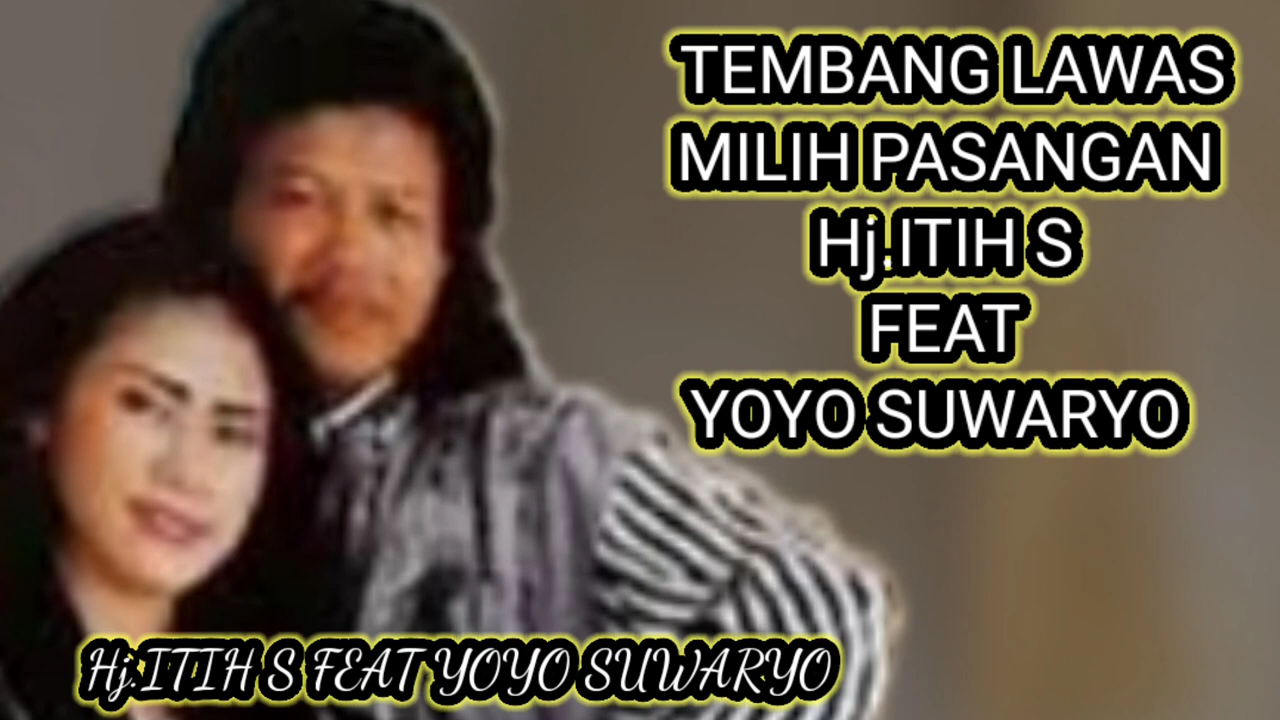 TEMBANG LAWAS
MILIH PASANGAN
Hj.ITIH S
FEAT
YOYO SUWARYO
Hj.ITIH S FEAT YOYO SUWARYO